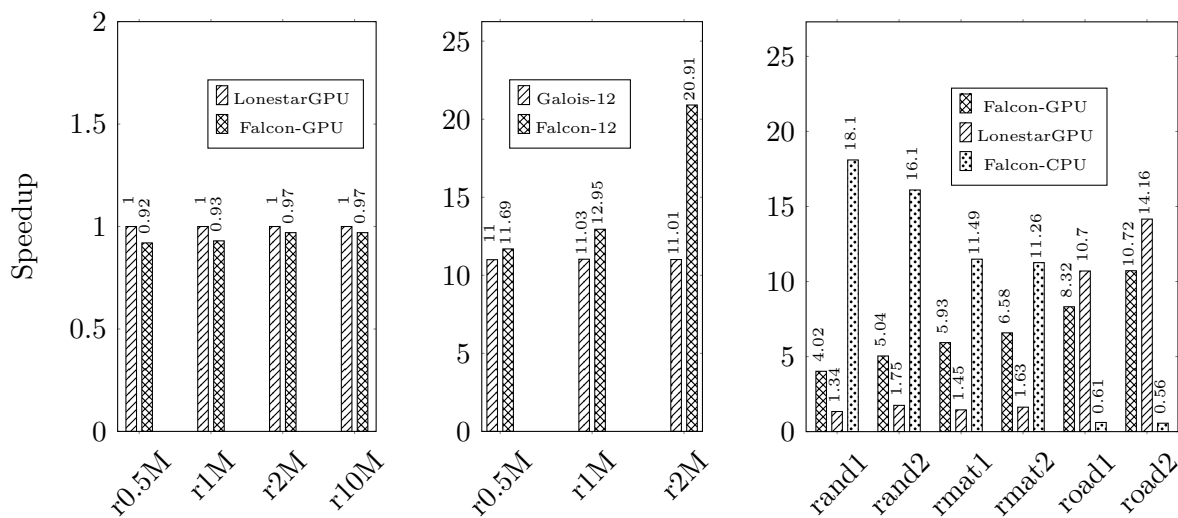 Speedup
2
1.5
1
0.5
0
LonestarGPU
Falcon-GPU
1
0.92
1
0.93
1
0.97
1
0.97
r0.5M
r1M
r2M
r10M
25
20
15
10
5
0
Galois-12
Falcon-12
11
11.69
11.03
12.95
11.01
20.91
r0.5M
r1M
r2M
25
20
15
10
5
0
Falcon-GPU
LonestarGPU
Falcon-CPU
4.02
1.34
18.1
5.04
1.75
16.1
5.93
1.45
11.49
6.58
1.63
11.26
8.32
10.7
0.61
10.72
14.16
0.56
rand1
rand2
rmat1
rmat2
road1
road2